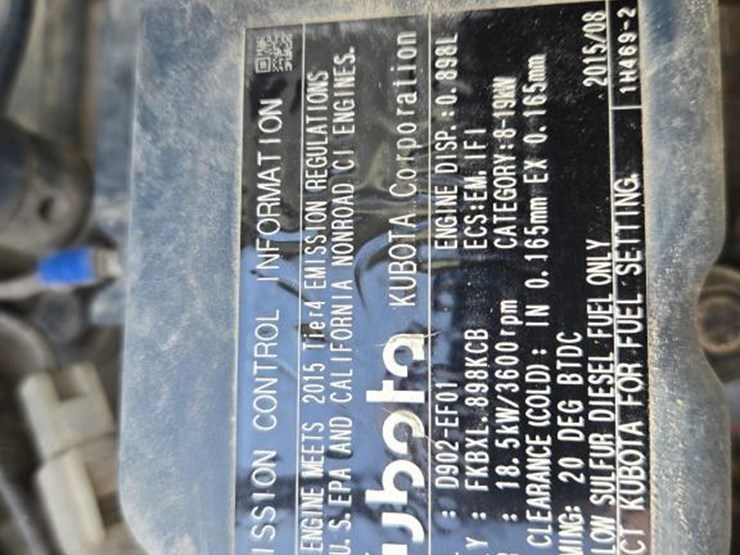 ISSION CONTROL INFORMATION
ENGINE MEETS 2015 Tier4 EMISSION REGULATIONS
U.S. EPA AND CALIFORNIA NONROAD CI ENGINES.
Kubota KUBOTA Corporation
: D902-EF01 ENGINE DISP.:0.898L
Y : FKBXL.898KCB ECS:EM, IFI
: 18.5kW/3600rpm CATEGORY:8-19kW
CLEARANCE(COLD): IN 0.165mm EX 0.165mm
ING: 20 DEG BTDC
LOW SULFUR DIESEL FUEL ONLY 2015/08
CT KUBOTA FOR FUEL SETTING. 1H469-2